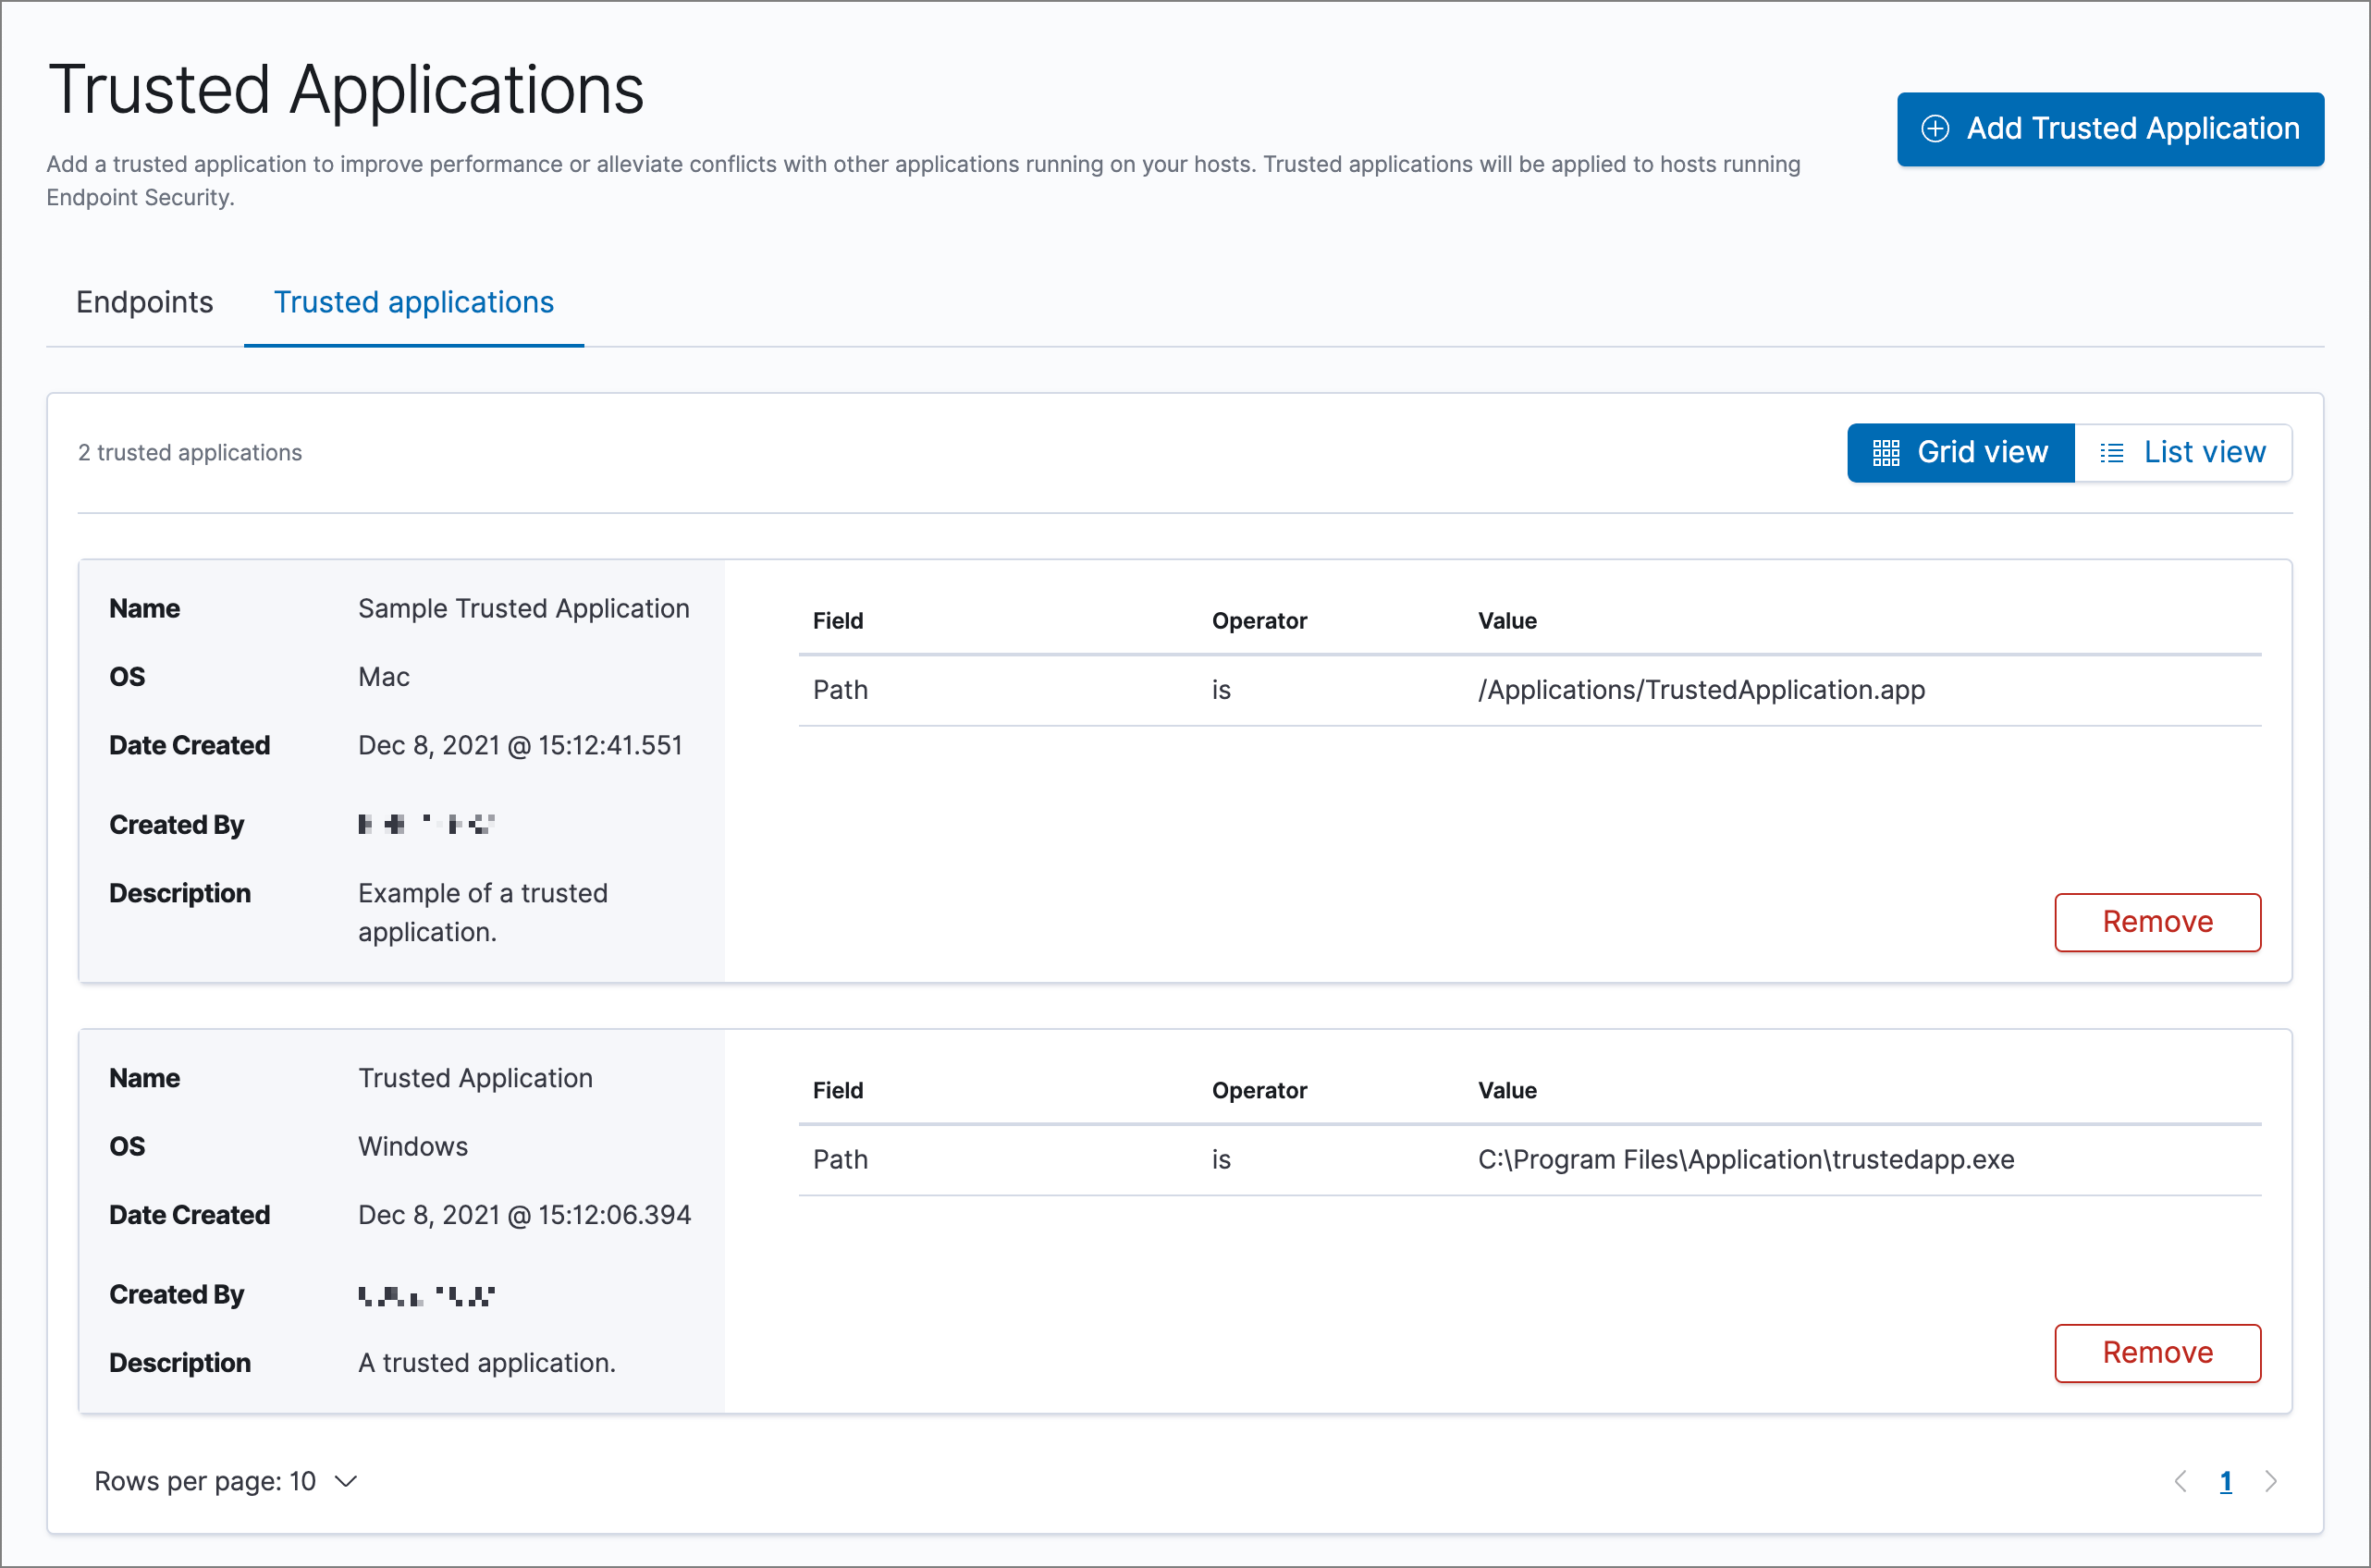 Trusted Applications
Add Trusted Application
Add a trusted application to improve performance or alleviate conflicts with other applications running on your hosts. Trusted applications will be applied to hosts running
Endpoint Security.
Endpoints Trusted applications
2 trusted applications
Grid view List view
Name Sample Trusted Application
OS Mac
Date Created Dec 8, 2021 @ 15:12:41.551
Created By
Description Example of a trusted
application.
Field Operator Value
Path is /Applications/TrustedApplication.app
Remove
Name Trusted Application
OS Windows
Date Created Dec 8, 2021 @ 15:12:06.394
Created By
Description A trusted application.
Field Operator Value
Path is C:\Program Files\Application\trustedapp.exe
Remove
Rows per page: 10
1